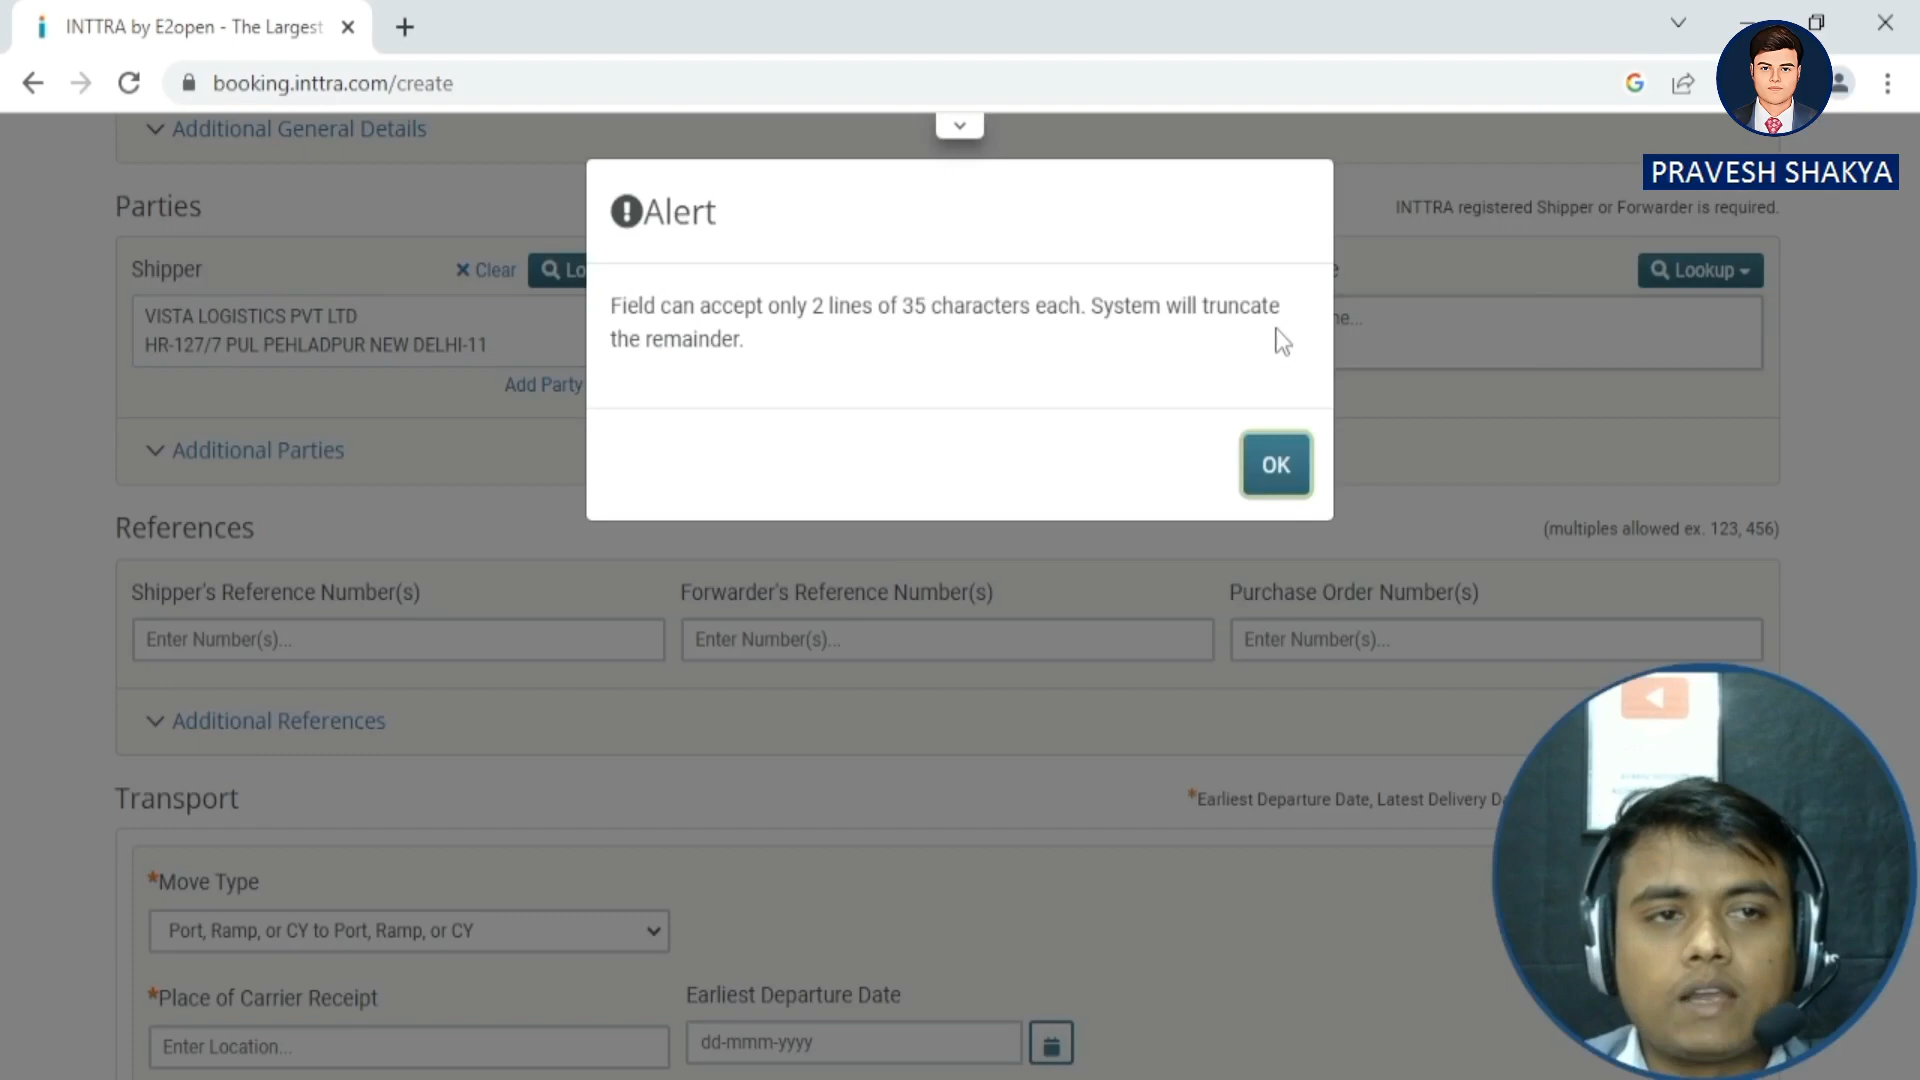 INTTRA by E2open - The Largest
booking.inttra.com/create
PRAVESH SHAKYA
Additional General Details
Parties
INTTRA registered Shipper or Forwarder is required.
Alert
Field can accept only 2 lines of 35 characters each. System will truncate
the remainder.
OK
Shipper
Clear
Lo
Lookup
VISTA LOGISTICS PVT LTD
HR-127/7 PUL PEHLADPUR NEW DELHI-11
Add Party
Additional Parties
References
(multiples allowed ex. 123, 456)
Shipper's Reference Number(s)
Forwarder's Reference Number(s)
Purchase Order Number(s)
Enter Number(s)...
Enter Number(s)...
Enter Number(s)...
Additional References
Transport
*Earliest Departure Date, Latest Delivery Da
*Move Type
Port, Ramp, or CY to Port, Ramp, or CY
*Place of Carrier Receipt
Earliest Departure Date
Enter Location...
dd-mmm-yyyy